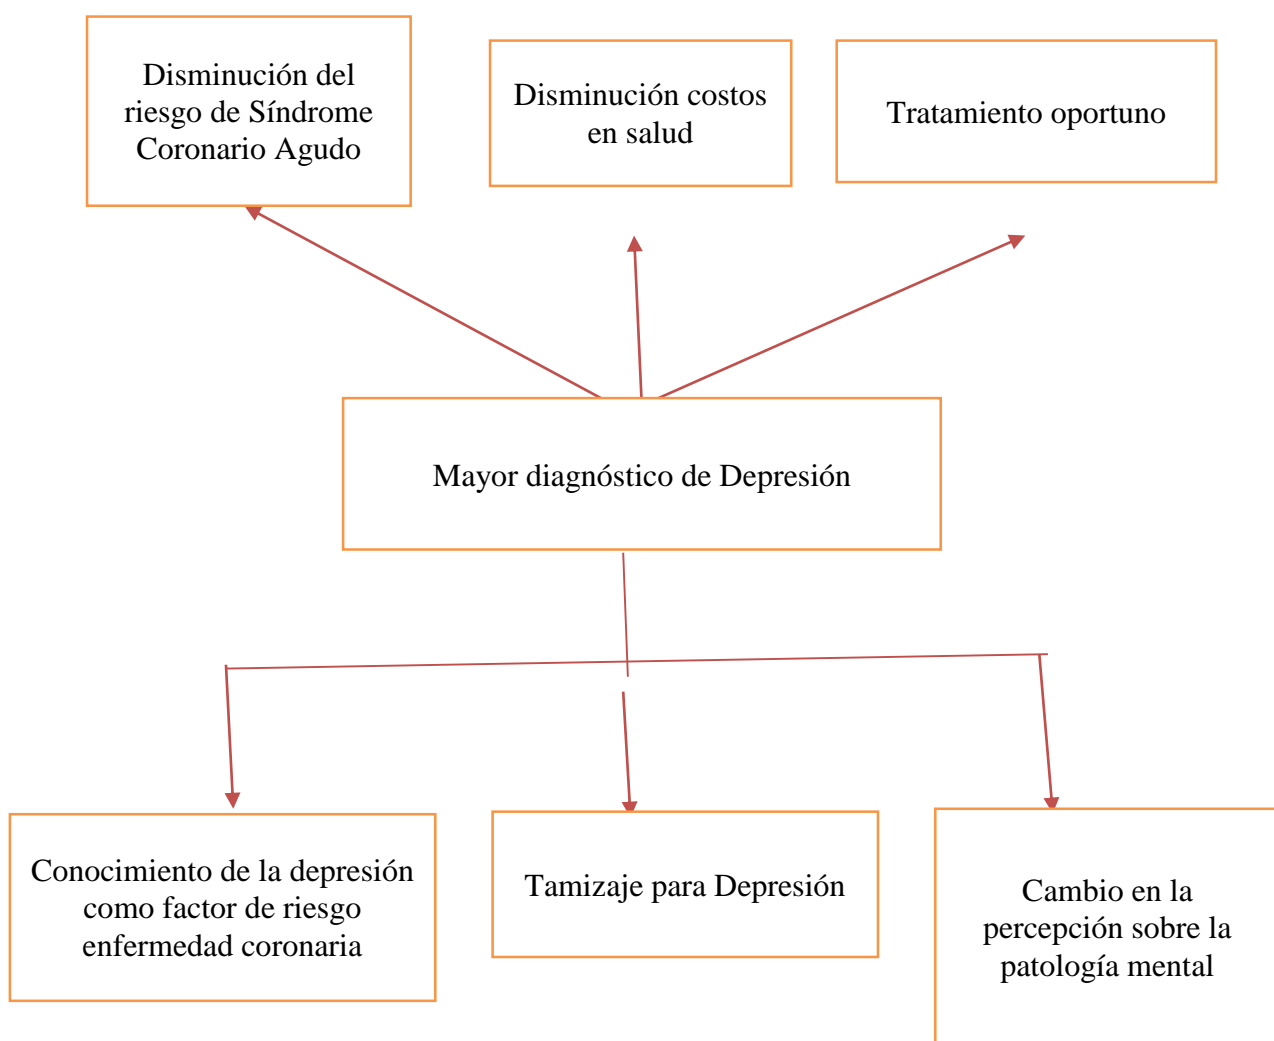 Disminución del
riesgo de Síndrome
Coronario Agudo
Disminución costos
en salud
Tratamiento oportuno
Mayor diagnóstico de Depresión
Conocimiento de la depresión
como factor de riesgo
enfermedad coronaria
Tamizaje para Depresión
Cambio en la
percepción sobre la
patología mental